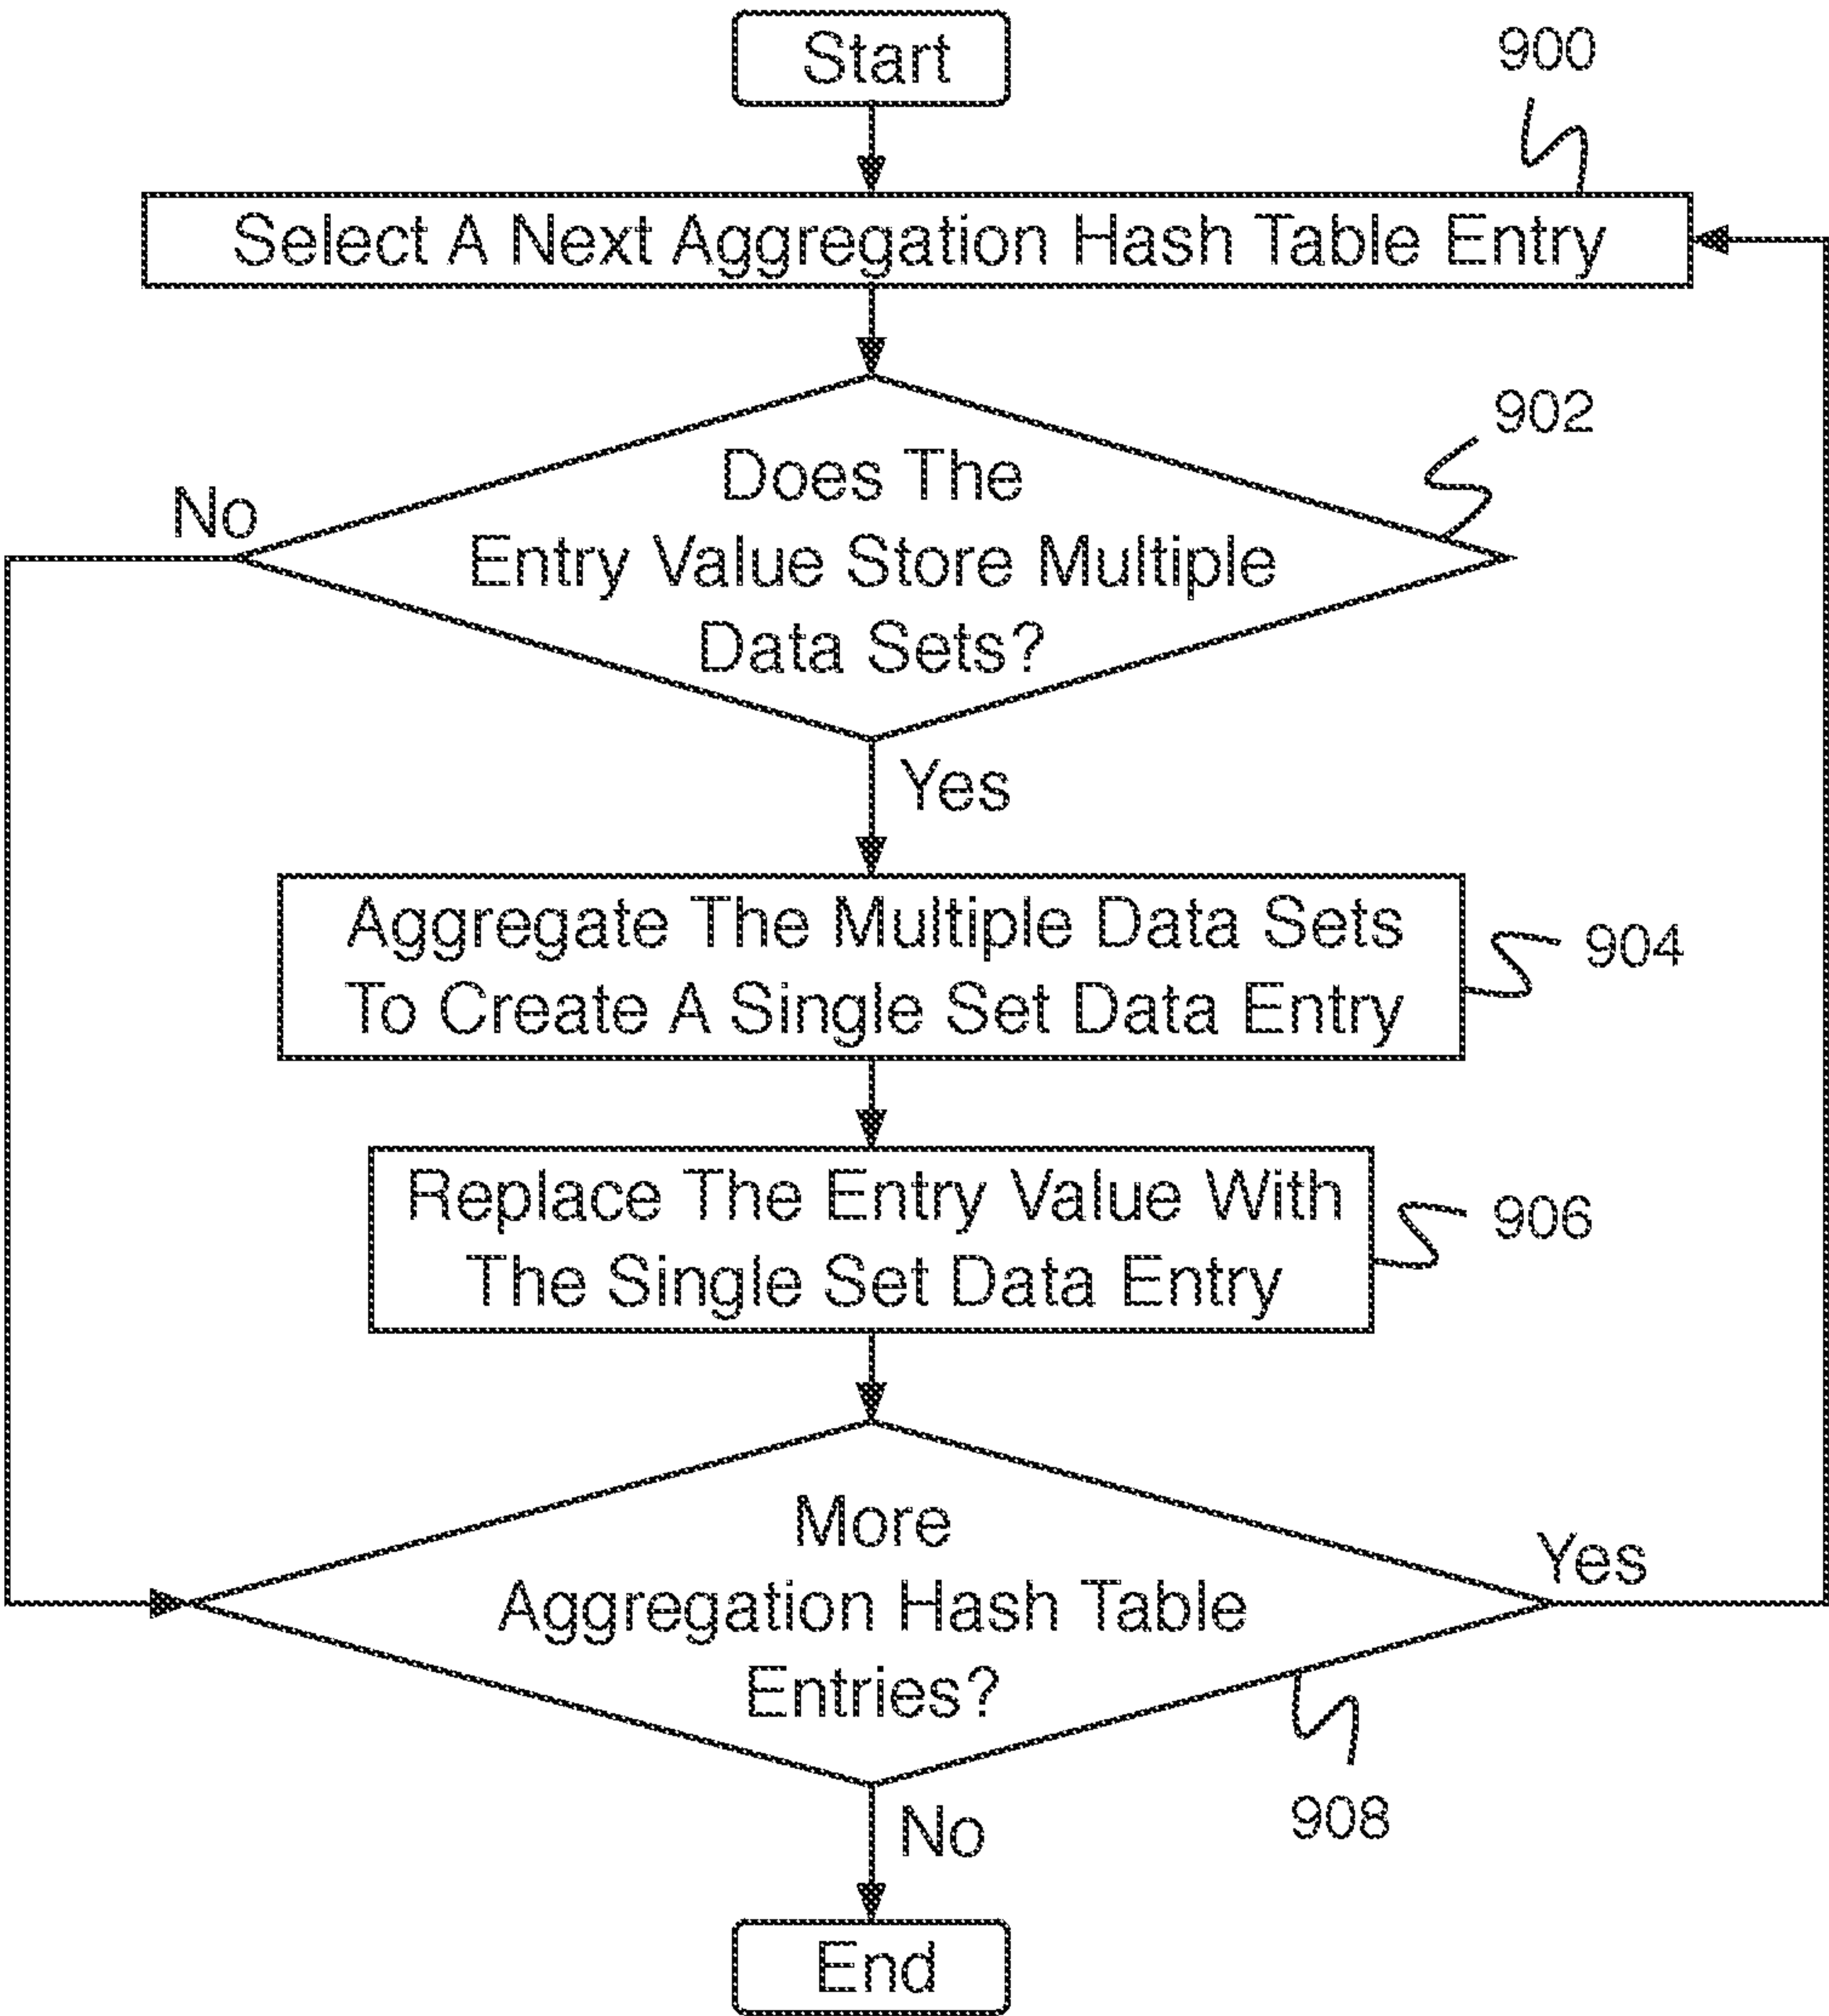 Start
900
Select A Next Aggregation Hash Table Entry
902
Does The
No
Entry Value Store Multiple
Data Sets?
Yes
Aggregate The Multiple Data Sets
To Create A Single Set Data Entry
904
Replace The Entry Value With
The Single Set Data Entry
906
More
Yes
Aggregation Hash Table
Entries?
908
No
End